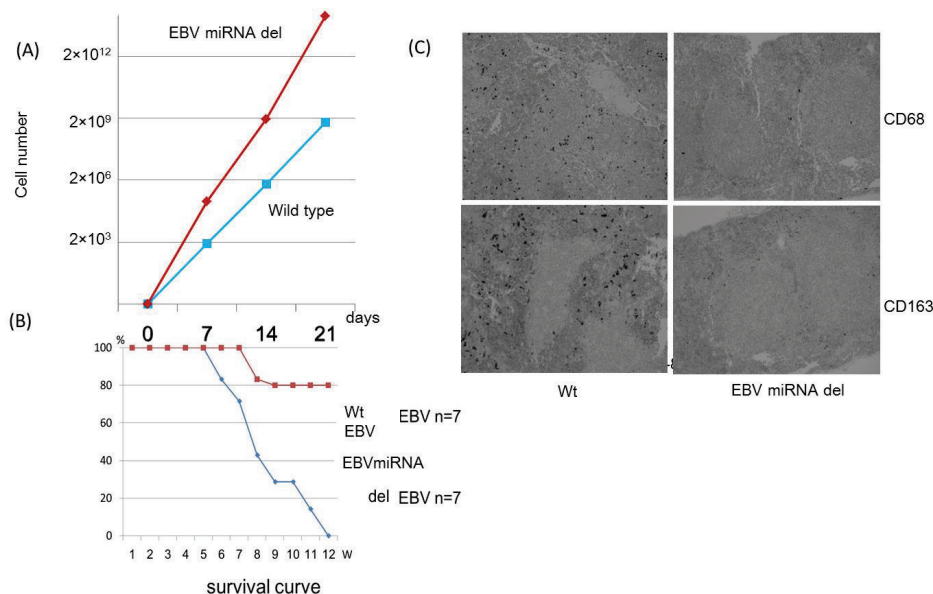 (A)
EBV miRNA del
2×10¹²
2×10⁹
2×10⁶
2×10³
Cell number
Wild type
days
0 7 14 21
(B)
%
100
80
60
40
20
0
1 2 3 4 5 6 7 8 9 10 11 12 W
Wt EBV n=7
EBV
EBVmiRNA
del EBV n=7
survival curve
(C)
CD68
CD163
Wt
EBV miRNA del